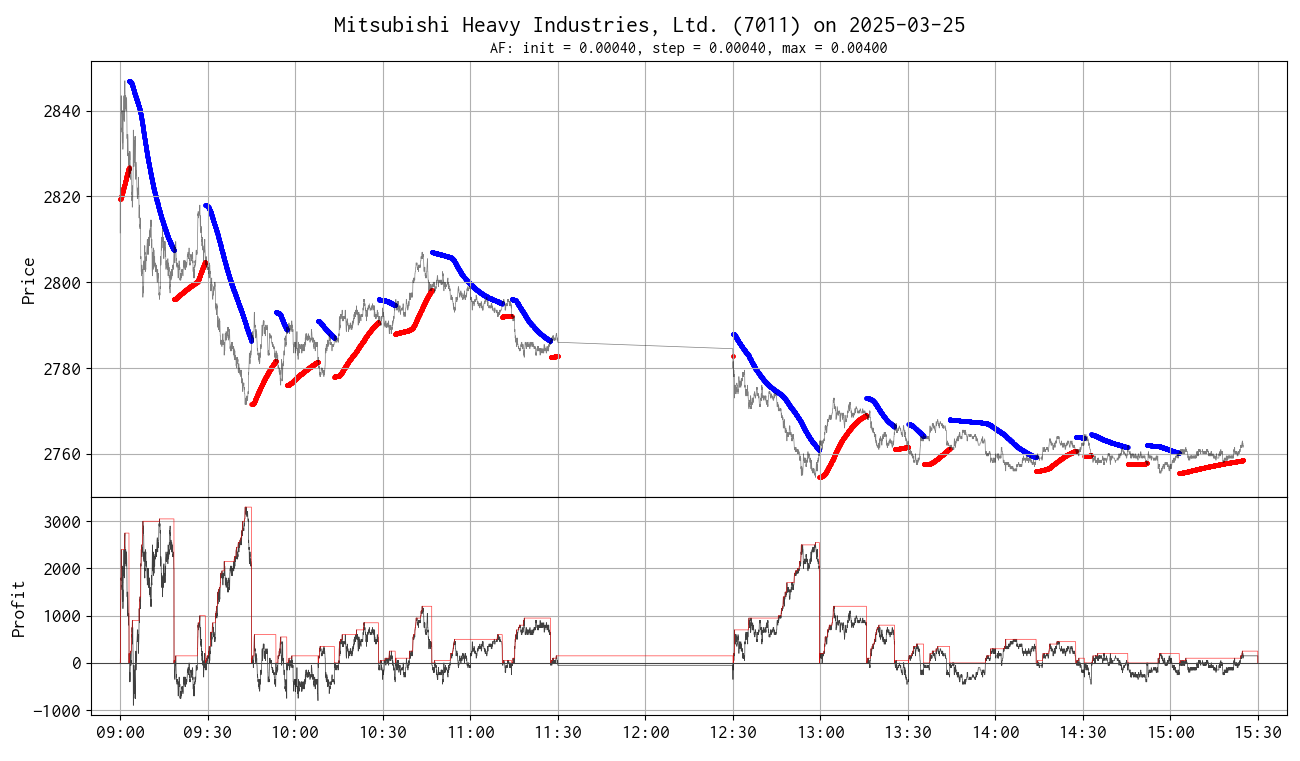 Mitsubishi Heavy Industries, Ltd. (7011) on 2025-03-25
AF: init = 0.00040, step = 0.00040, max = 0.00400
Price
2840
2820
2800
2780
2760
Profit
3000
2000
1000
0
−1000
09:00 09:30 10:00 10:30 11:00 11:30 12:00 12:30 13:00 13:30 14:00 14:30 15:00 15:30